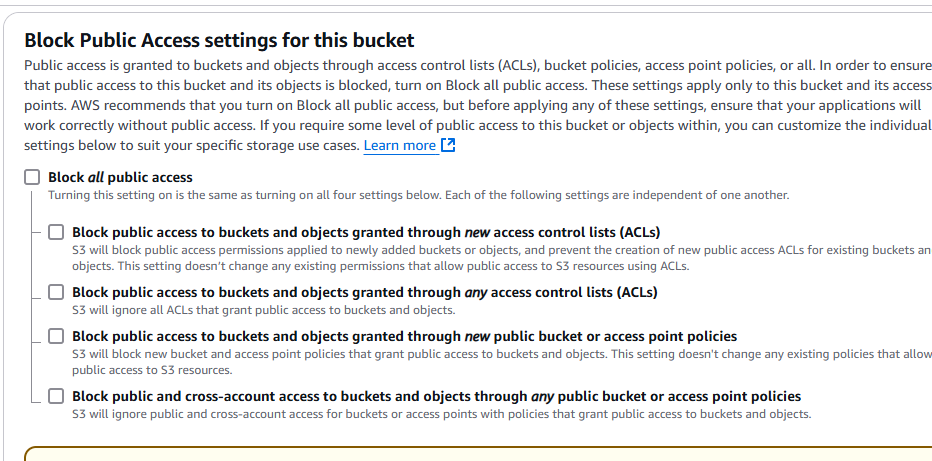 Block Public Access settings for this bucket
Public access is granted to buckets and objects through access control lists (ACLs), bucket policies, access point policies, or all. In order to ensure
that public access to this bucket and its objects is blocked, turn on Block all public access. These settings apply only to this bucket and its access
points. AWS recommends that you turn on Block all public access, but before applying any of these settings, ensure that your applications will
work correctly without public access. If you require some level of public access to this bucket or objects within, you can customize the individual
settings below to suit your specific storage use cases. Learn more
Block all public access
Turning this setting on is the same as turning on all four settings below. Each of the following settings are independent of one another.
Block public access to buckets and objects granted through new access control lists (ACLs)
S3 will block public access permissions applied to newly added buckets or objects, and prevent the creation of new public access ACLs for existing buckets an
objects. This setting doesn't change any existing permissions that allow public access to S3 resources using ACLs.
Block public access to buckets and objects granted through any access control lists (ACLs)
S3 will ignore all ACLs that grant public access to buckets and objects.
Block public access to buckets and objects granted through new public bucket or access point policies
S3 will block new bucket and access point policies that grant public access to buckets and objects. This setting doesn't change any existing policies that allow
public access to S3 resources.
Block public and cross-account access to buckets and objects through any public bucket or access point policies
S3 will ignore public and cross-account access for buckets or access points with policies that grant public access to buckets and objects.